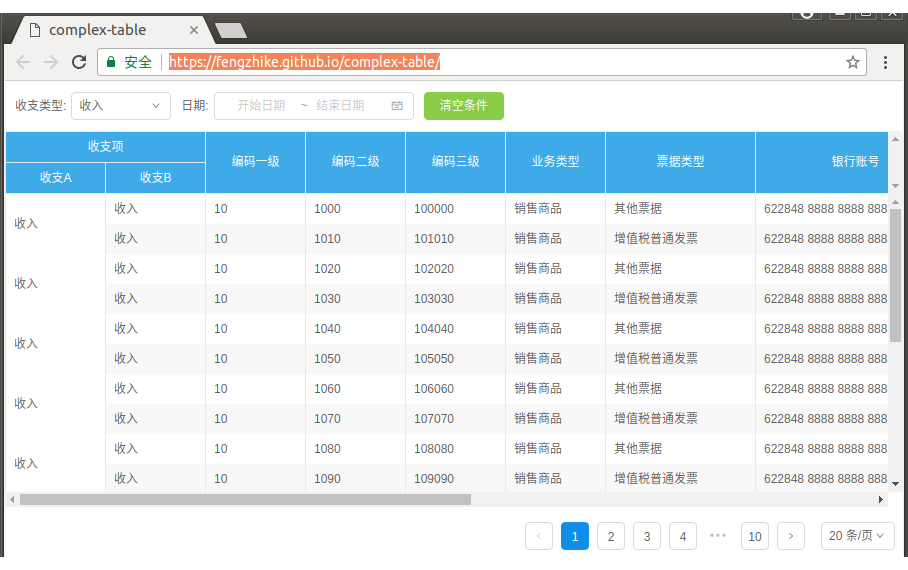 complex-table
安全 https://fengzhike.github.io/complex-table/
收支类型: 收入 日期: 开始日期 ~ 结束日期 清空条件
收支项 编码一级 编码二级 编码三级 业务类型 票据类型 银行账号
收支A 收支B
收入 收入 10 1000 100000 销售商品 其他票据 622848 8888 8888 888
收入 10 1010 101010 销售商品 增值税普通发票 622848 8888 8888 888
收入 收入 10 1020 102020 销售商品 其他票据 622848 8888 8888 888
收入 10 1030 103030 销售商品 增值税普通发票 622848 8888 8888 888
收入 收入 10 1040 104040 销售商品 其他票据 622848 8888 8888 888
收入 10 1050 105050 销售商品 增值税普通发票 622848 8888 8888 888
收入 收入 10 1060 106060 销售商品 其他票据 622848 8888 8888 888
收入 10 1070 107070 销售商品 增值税普通发票 622848 8888 8888 888
收入 收入 10 1080 108080 销售商品 其他票据 622848 8888 8888 888
收入 10 1090 109090 销售商品 增值税普通发票 622848 8888 8888 888
1 2 3 4 ••• 10 20 条/页